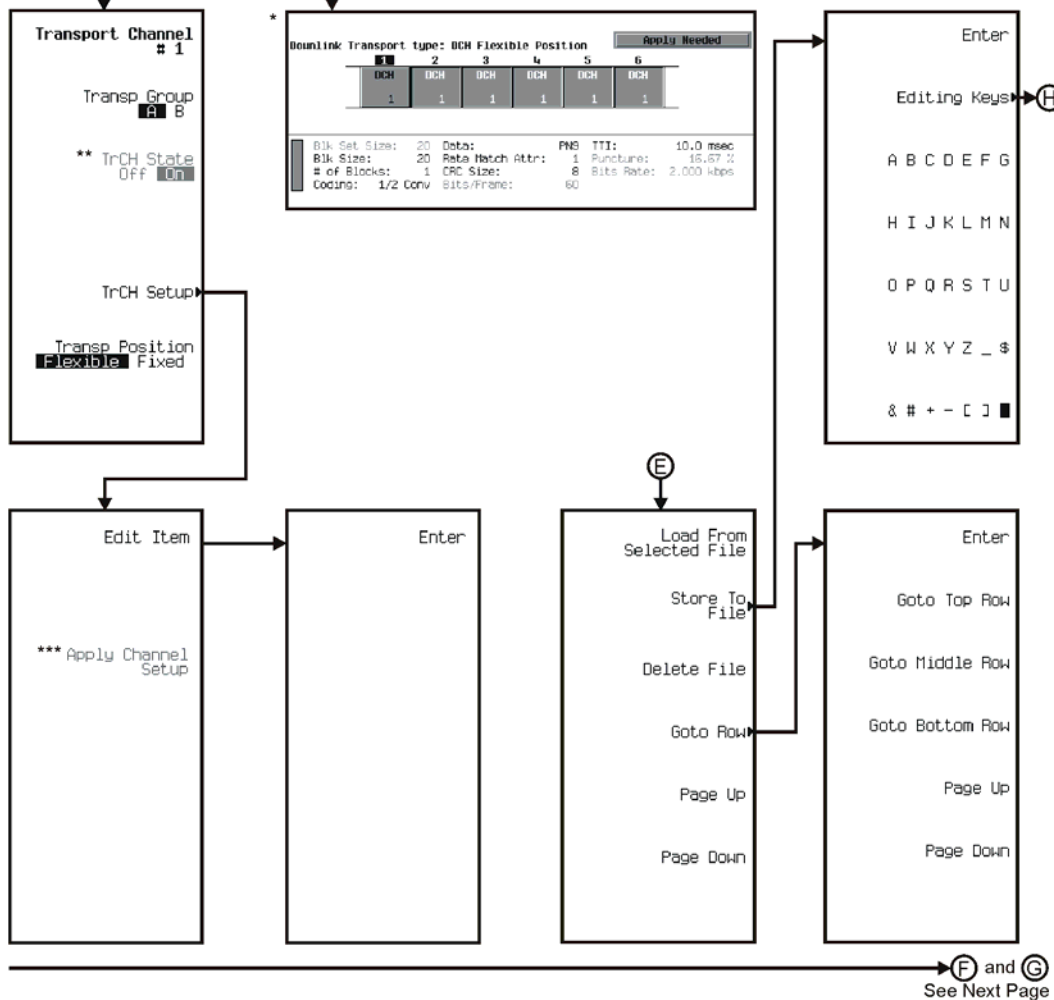 Transport Channel
# 1
Transp Group
A B
** TrCH State
Off On
TrCH Setup
Transp Position
Flexible Fixed
*
Downlink Transport type: DCH Flexible Position
Apply Needed
1 2 3 4 5 6
DCH DCH DCH DCH DCH DCH
1 1 1 1 1 1
Blk Set Size: 20 Data: PN9 TTI: 10.0 msec
Blk Size: 20 Rate Match Attr: 1 Puncture: 16.67 %
# of Blocks: 1 CRC Size: 8 Bits Rate: 2.000 kbps
Coding: 1/2 Conv Bits/Frame: 60
Enter
Editing Keys
H
A B C D E F G
H I J K L M N
O P Q R S T U
V W X Y Z _ $
& # + - [ ]
Edit Item
*** Apply Channel
Setup
Enter
E
Load From
Selected File
Store To
File
Delete File
Goto Row
Page Up
Page Down
Enter
Goto Top Row
Goto Middle Row
Goto Bottom Row
Page Up
Page Down
F and G
See Next Page